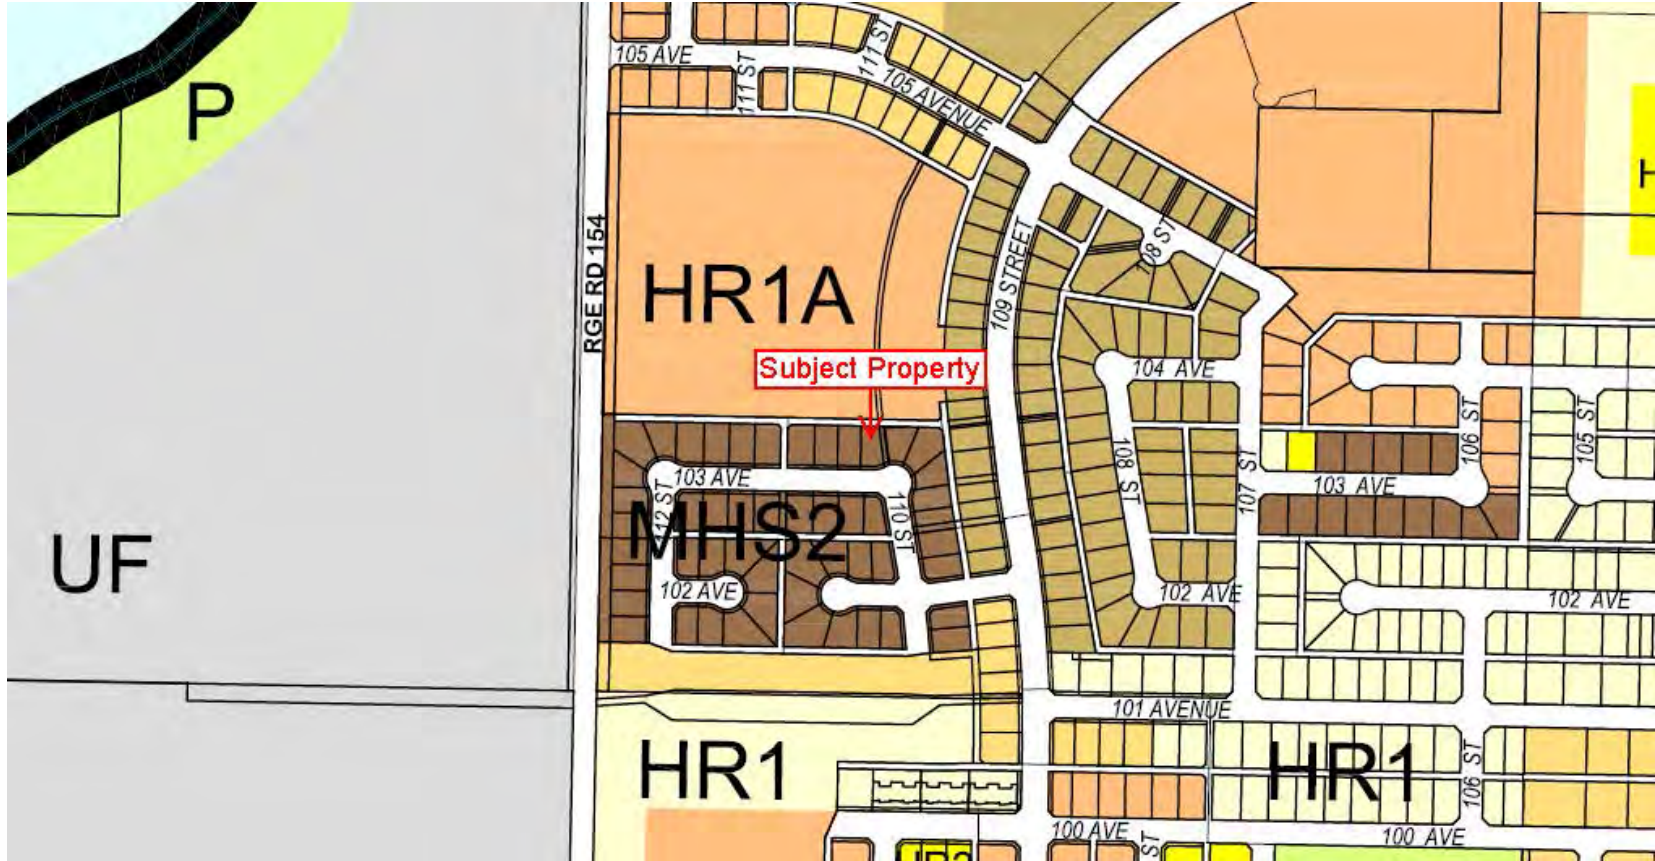 105 AVE
111 ST
111 ST
105 AVENUE
P
H
108 ST
RGE RD 154
HR1A
109 STREET
Subject Property
104 AVE
106 ST
105 ST
103 AVE
112 ST
110 ST
108 ST
107 ST
103 AVE
MHS2
UF
102 AVE
102 AVE
102 AVE
101 AVENUE
HR1
HR1
106 ST
100 AVE
ST
100 AVE